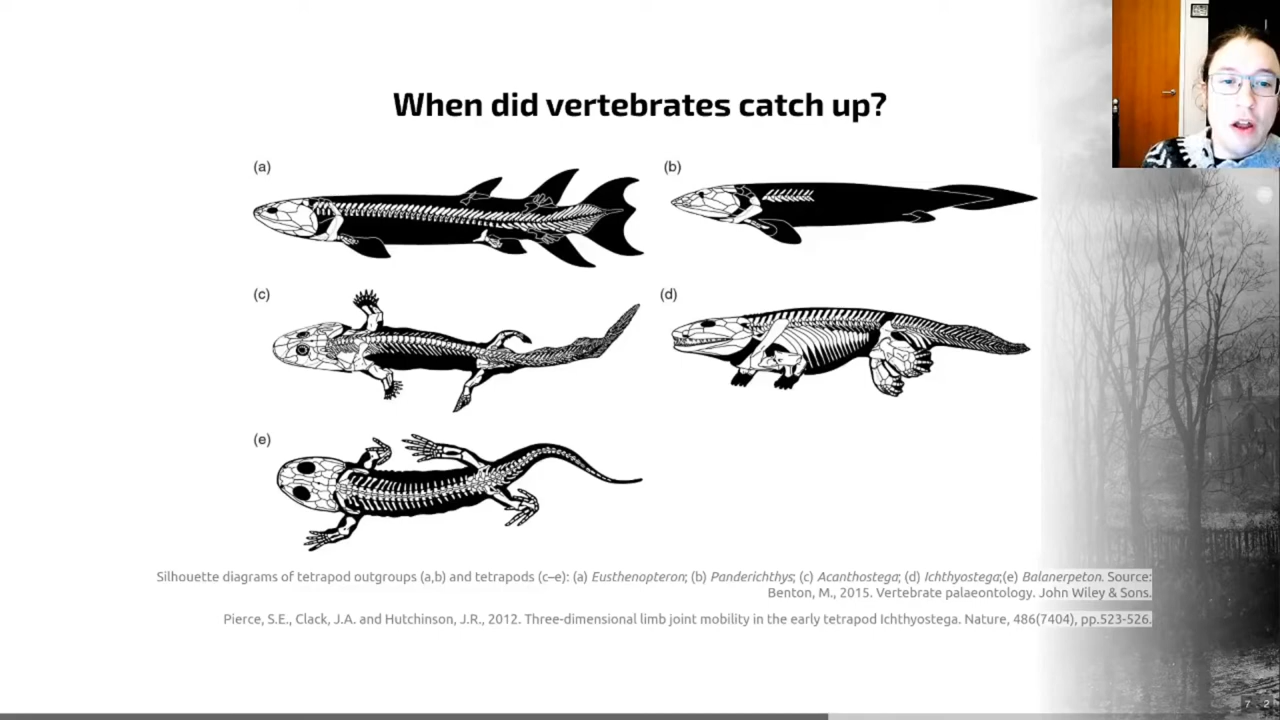 When did vertebrates catch up?
(a)
(b)
(c)
(d)
(e)
Silhouette diagrams of tetrapod outgroups (a,b) and tetrapods (c–e): (a) Eusthenopteron; (b) Panderichthys; (c) Acanthostega; (d) Ichthyostega;(e) Balanerpeton. Source:
Benton, M., 2015. Vertebrate palaeontology. John Wiley & Sons.
Pierce, S.E., Clack, J.A. and Hutchinson, J.R., 2012. Three-dimensional limb joint mobility in the early tetrapod Ichthyostega. Nature, 486(7404), pp.523-526.
7 2